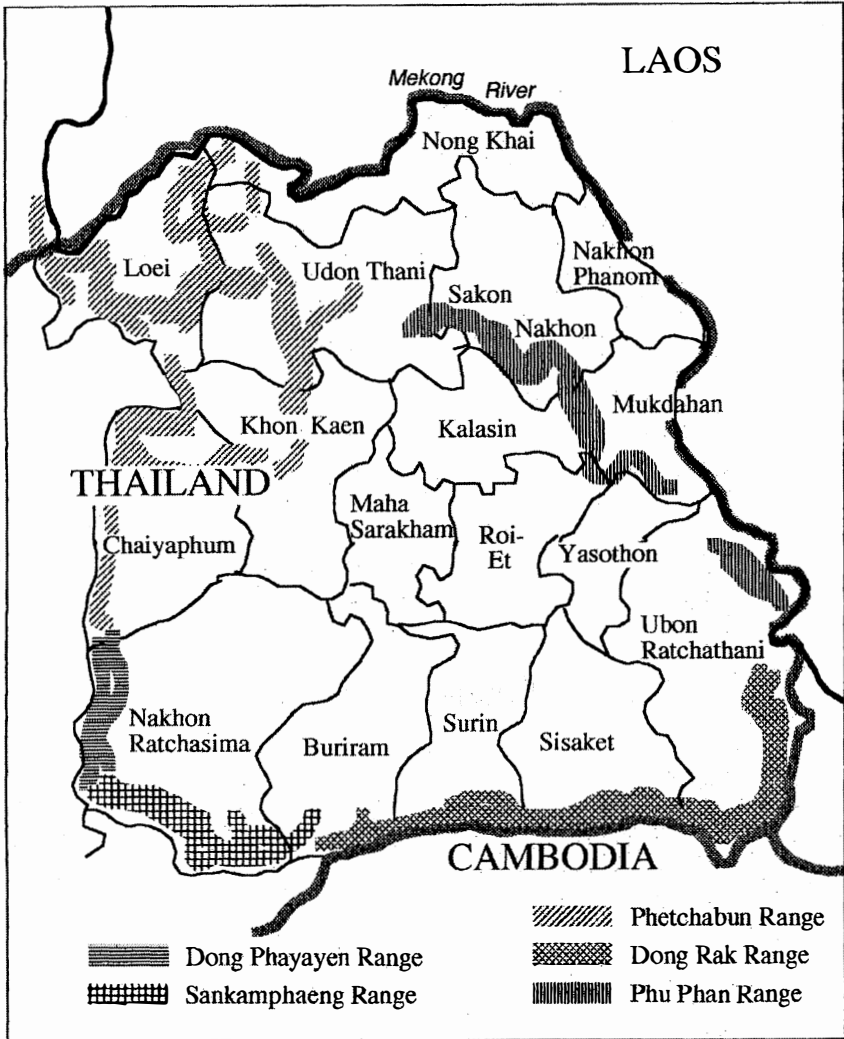 LAOS
Mekong River
Nong Khai
Nakhon
Phanom
Loei
Udon Thani
Sakon
Nakhon
Mukdahan
Khon Kaen
Kalasin
THAILAND
Maha
Sarakham
Roi-
Et
Chaiyaphum
Yasothon
Ubon
Ratchathani
Nakhon
Ratchasima
Surin
Buriram
Sisaket
CAMBODIA
Phetchabun Range
Dong Phayayen Range
Dong Rak Range
Sankamphaeng Range
Phu Phan Range